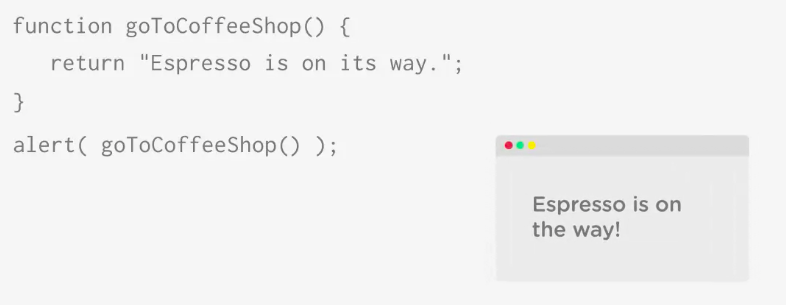 function goToCoffeeShop() {
   return "Espresso is on its way.";
}
alert( goToCoffeeShop() );
Espresso is on
the way!